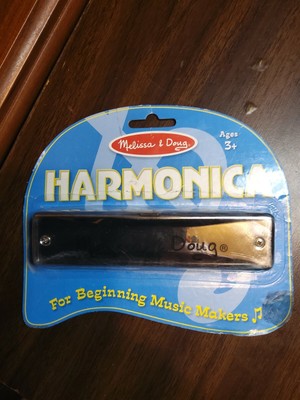 Melissa & Doug
Ages
3+
HARMONICA
Doug®
For Beginning Music Makers